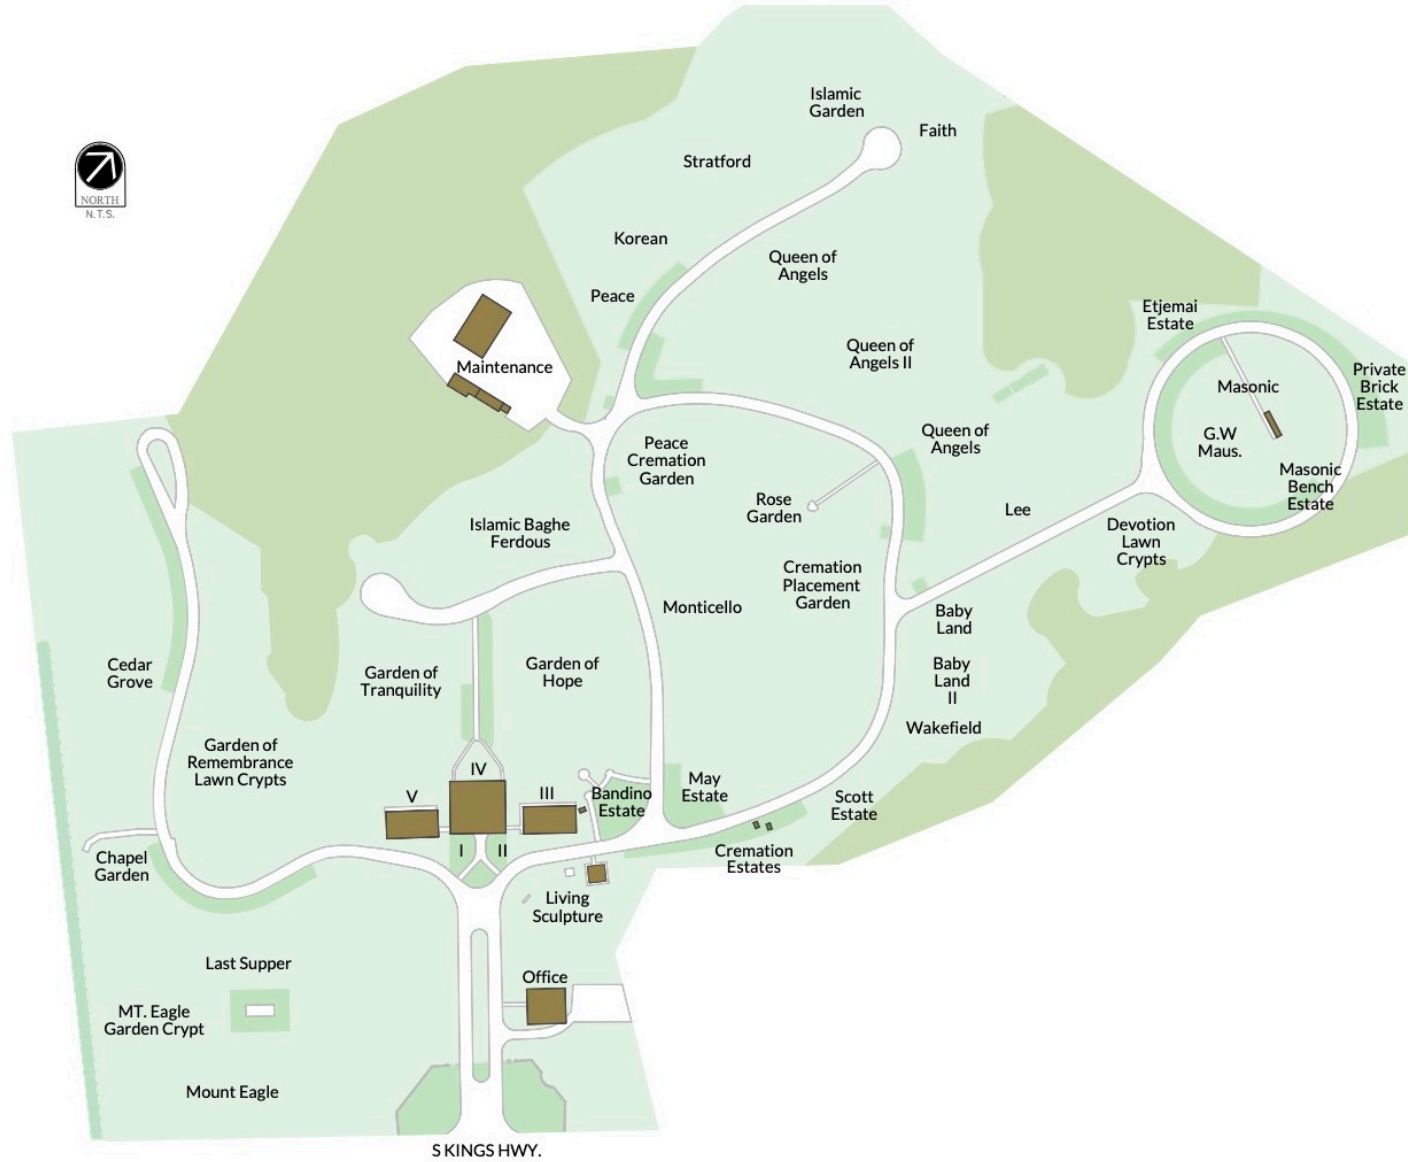 Islamic
Garden
Faith
Stratford
NORTH
N.T.S.
Korean
Queen of
Angels
Peace
Etjemai
Estate
Queen of
Angels II
Maintenance
Private
Brick
Estate
Masonic
G.W
Maus.
Queen of
Angels
Peace
Cremation
Garden
Masonic
Bench
Estate
Rose
Garden
Lee
Islamic Baghe
Ferdous
Devotion
Lawn
Crypts
Cremation
Placement
Garden
Monticello
Baby
Land
Cedar
Grove
Garden of
Tranquility
Garden of
Hope
Baby
Land
II
Wakefield
Garden of
Remembrance
Lawn Crypts
IV
V
III
Bandino
Estate
May
Estate
Scott
Estate
I
II
Chapel
Garden
Cremation
Estates
Living
Sculpture
Last Supper
Office
MT. Eagle
Garden Crypt
Mount Eagle
S KINGS HWY.